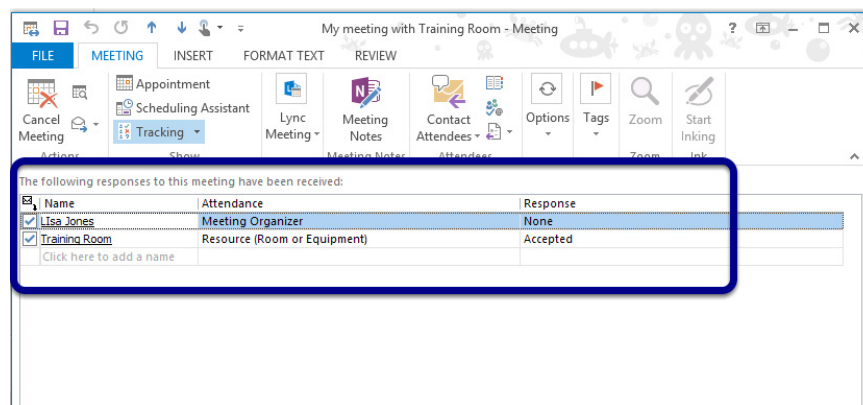 My meeting with Training Room - Meeting ?
FILE MEETING INSERT FORMAT TEXT REVIEW
Cancel Meeting
Appointment
Scheduling Assistant
Tracking
Lync Meeting
Meeting Notes
Contact Attendees
Options
Tags
Zoom
Start Inking
Actions Show Meeting Notes Attendees Zoom Ink
The following responses to this meeting have been received:
Name Attendance Response
LIsa Jones Meeting Organizer None
Training Room Resource (Room or Equipment) Accepted
Click here to add a name